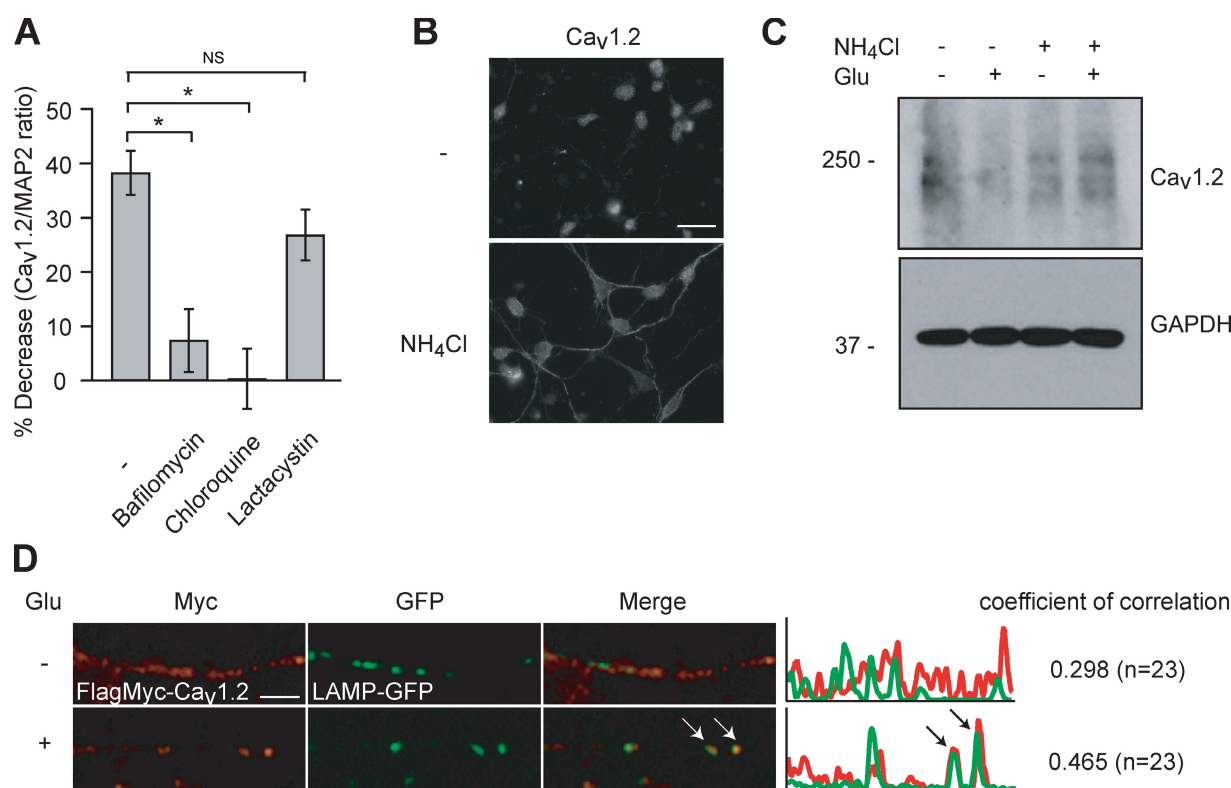 A
NS
*
*
% Decrease (Cav1.2/MAP2 ratio)
50
40
30
20
10
0
-
Bafilomycin
Chloroquine
Lactacystin
B
Cav1.2
-
NH4Cl
C
NH4Cl - - + +
Glu - + - +
250 -
Cav1.2
37 -
GAPDH
D
Glu Myc GFP Merge coefficient of correlation
-
FlagMyc-Cav1.2
LAMP-GFP
0.298 (n=23)
+
0.465 (n=23)